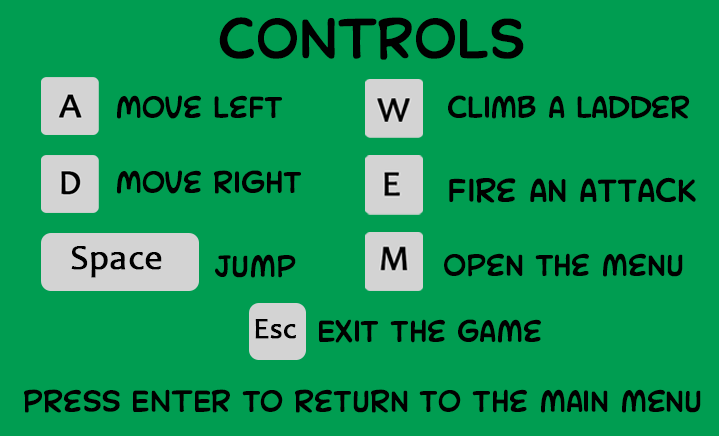 CONTROLS
A MOVE LEFT
W CLIMB A LADDER
D MOVE RIGHT
E FIRE AN ATTACK
Space JUMP
M OPEN THE MENU
Esc EXIT THE GAME
PRESS ENTER TO RETURN TO THE MAIN MENU